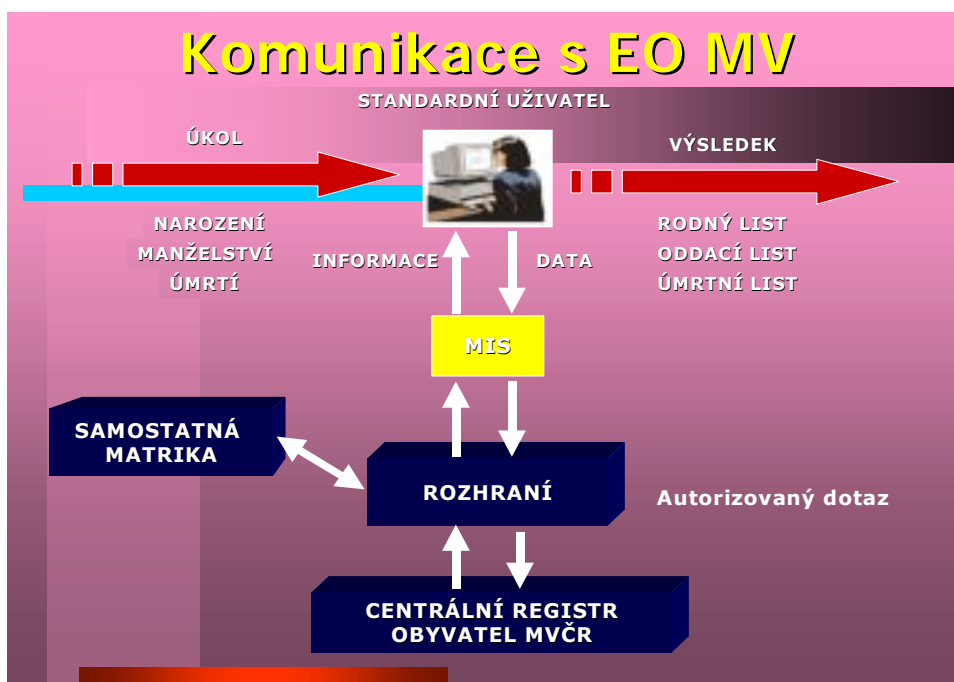 Komunikace s EO MV
STANDARDNÍ UŽIVATEL
ÚKOL
VÝSLEDEK
NAROZENÍ
MANŽELSTVÍ
ÚMRTÍ
INFORMACE
DATA
RODNÝ LIST
ODDACÍ LIST
ÚMRTNÍ LIST
MIS
SAMOSTATNÁ
MATRIKA
ROZHRANÍ
Autorizovaný dotaz
CENTRÁLNÍ REGISTR
OBYVATEL MVČR